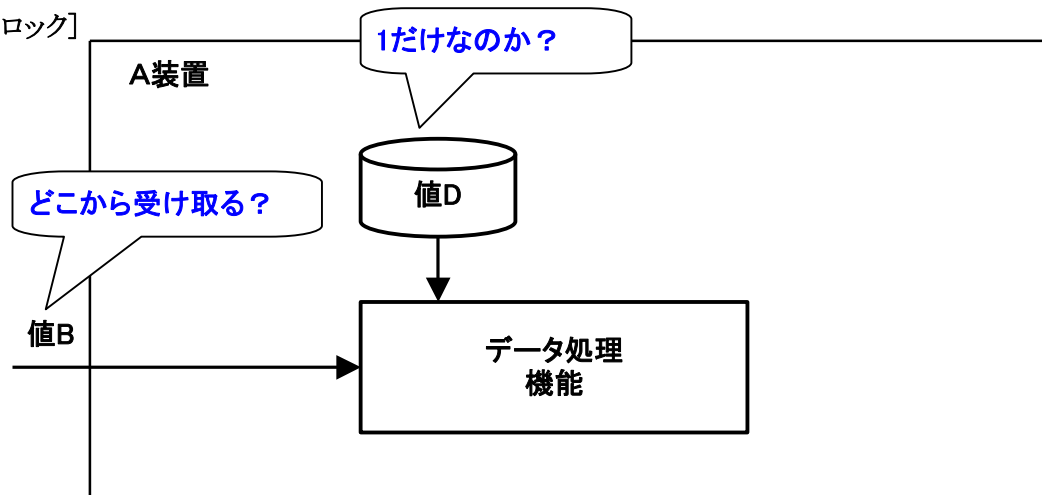 ロック]
1だけなのか？
A装置
値D
どこから受け取る？
値B
データ処理
機能